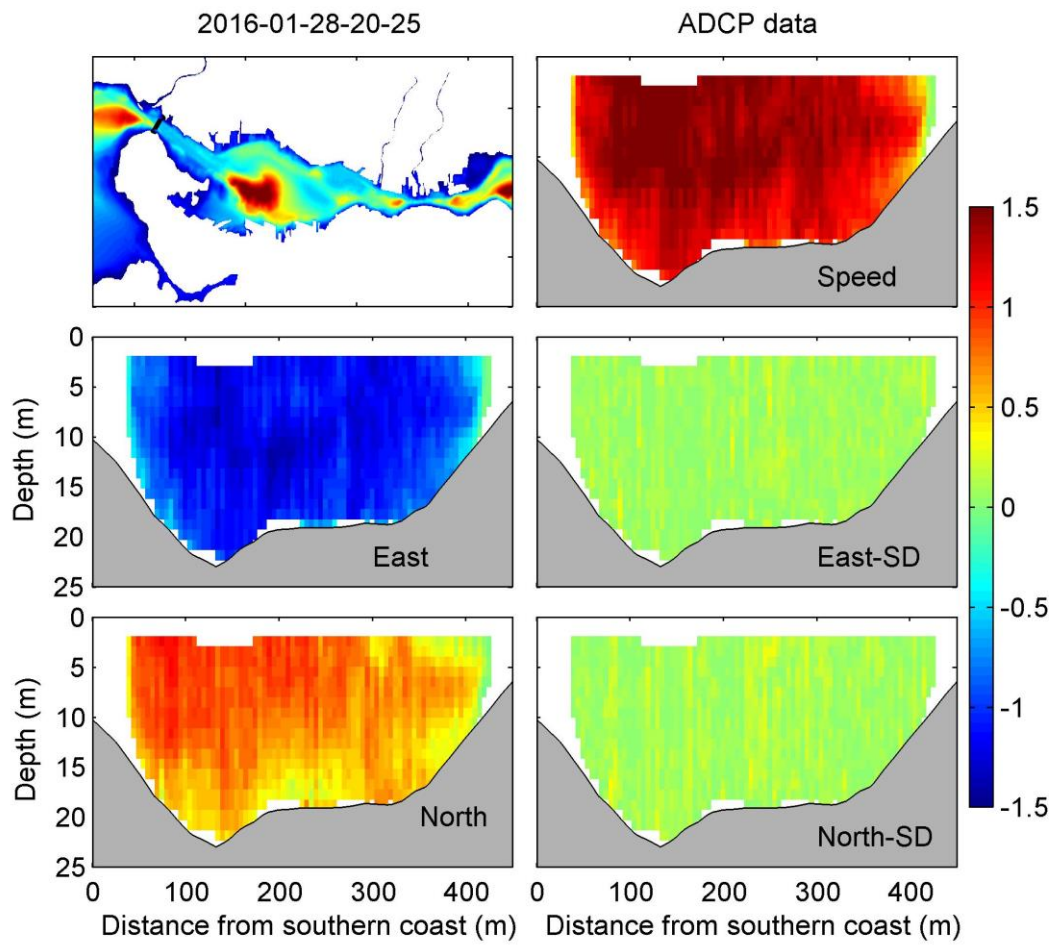 2016-01-28-20-25
ADCP data
Speed
1.5
1
0.5
0
-0.5
-1
-1.5
0
5
10
15
20
25
Depth (m)
East
East-SD
0
5
10
15
20
25
Depth (m)
North
North-SD
0 100 200 300 400
0 100 200 300 400
Distance from southern coast (m)
Distance from southern coast (m)